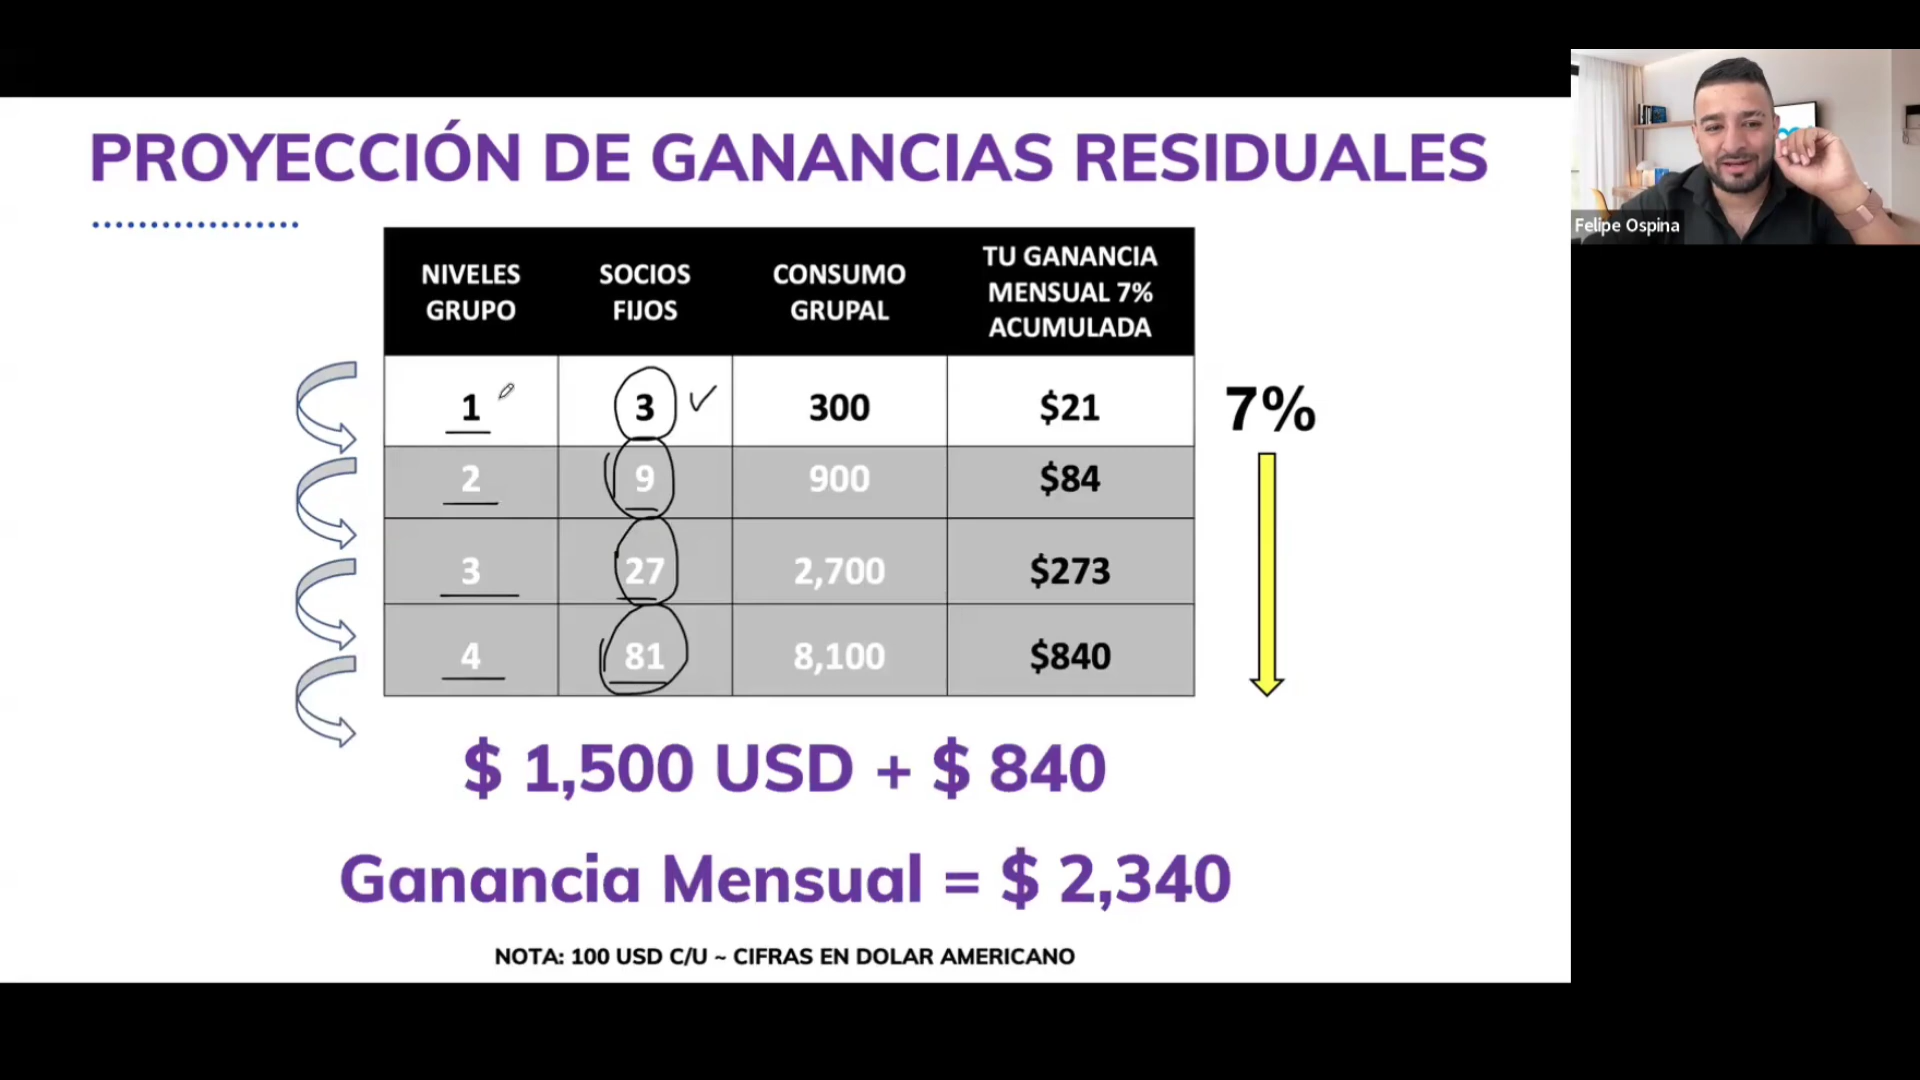 PROYECCIÓN DE GANANCIAS RESIDUALES
Felipe Ospina
NIVELES GRUPO
SOCIOS FIJOS
CONSUMO GRUPAL
TU GANANCIA MENSUAL 7% ACUMULADA
1 3 ✓ 300 $21 7%
2 9 900 $84
3 27 2,700 $273
4 81 8,100 $840
$ 1,500 USD + $ 840
Ganancia Mensual = $ 2,340
NOTA: 100 USD C/U ~ CIFRAS EN DOLAR AMERICANO